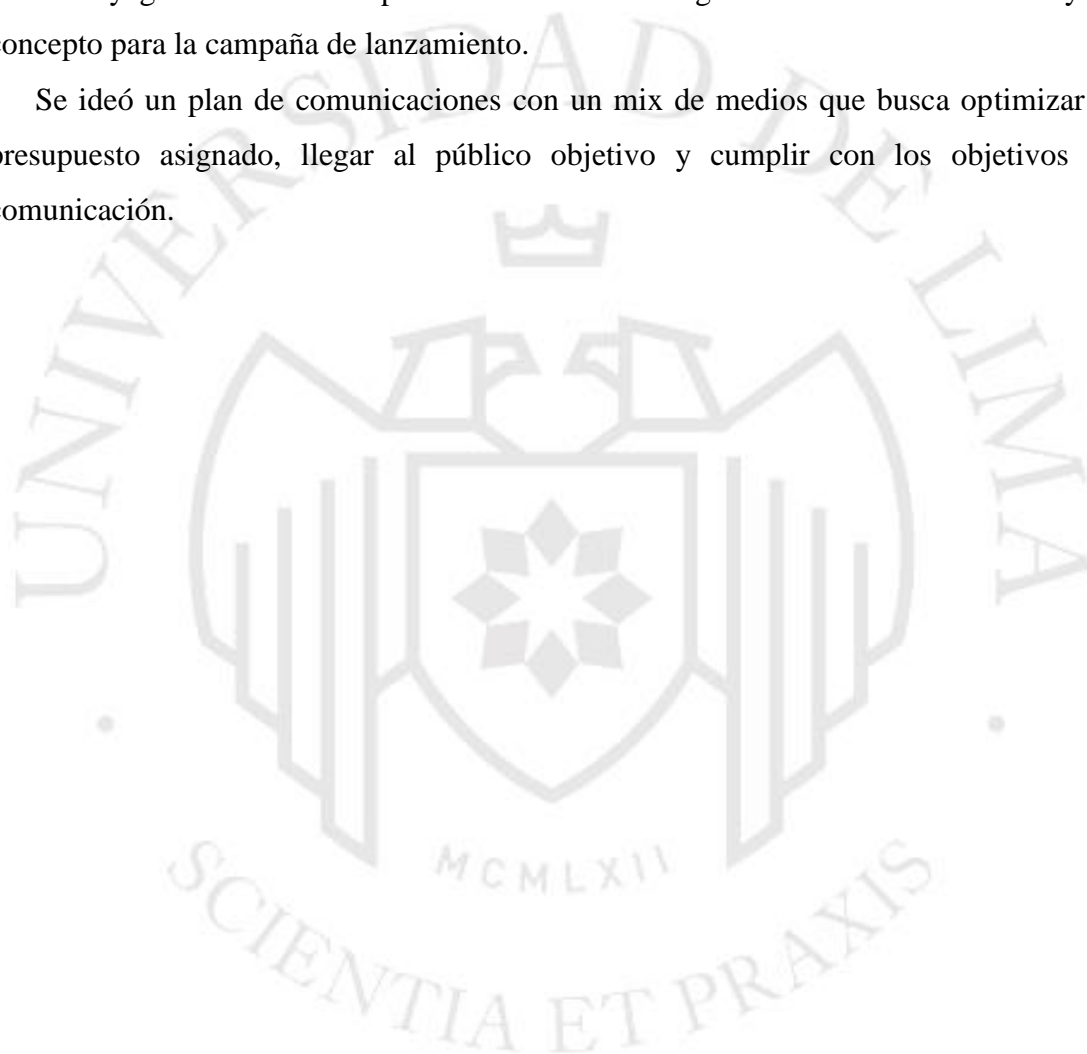 concepto para la campaña de lanzamiento.
Se ideó un plan de comunicaciones con un mix de medios que busca optimizar
presupuesto asignado, llegar al público objetivo y cumplir con los objetivos
comunicación.
UNIVERSIDAD DE LIMA
MCMLXII
SCIENTIA ET PRAXIS